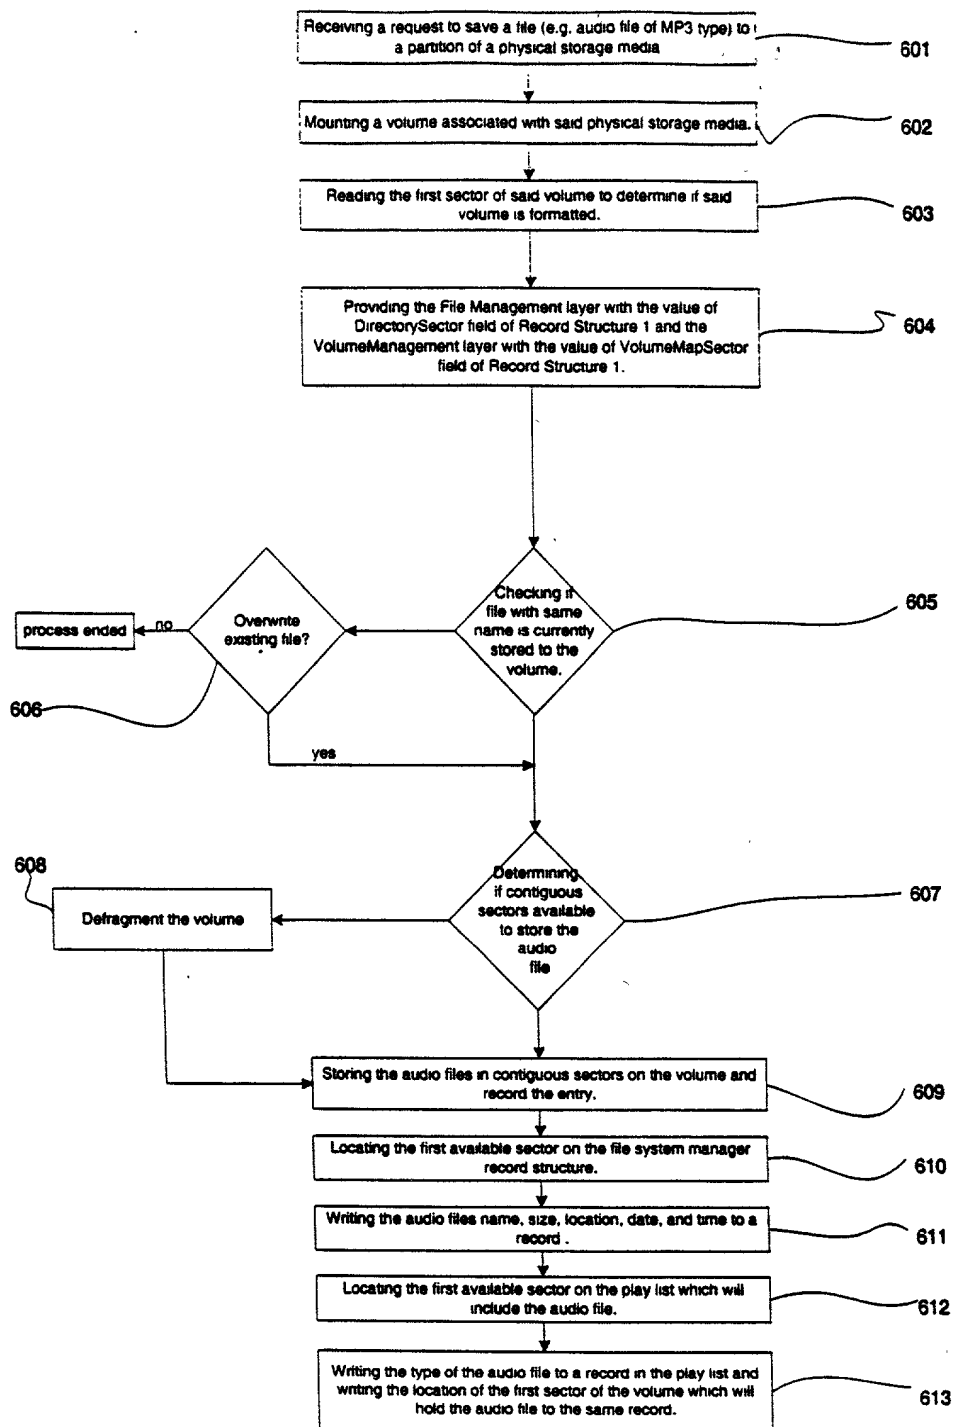 Receiving a request to save a file (e.g. audio file of MP3 type) to
a partition of a physical storage media
601
Mounting a volume associated with said physical storage media.
602
Reading the first sector of said volume to determine if said
volume is formatted.
603
Providing the File Management layer with the value of
DirectorySector field of Record Structure 1 and the
VolumeManagement layer with the value of VolumeMapSector
field of Record Structure 1.
604
Checking if
file with same
name is currently
stored to the
volume.
605
Overwrite
existing file?
no
process ended
606
yes
Determining
if contiguous
sectors available
to store the
audio
file
607
608
Defragment the volume
Storing the audio files in contiguous sectors on the volume and
record the entry.
609
Locating the first available sector on the file system manager
record structure.
610
Writing the audio files name, size, location, date, and time to a
record .
611
Locating the first available sector on the play list which will
include the audio file.
612
Writing the type of the audio file to a record in the play list and
writing the location of the first sector of the volume which will
hold the audio file to the same record.
613